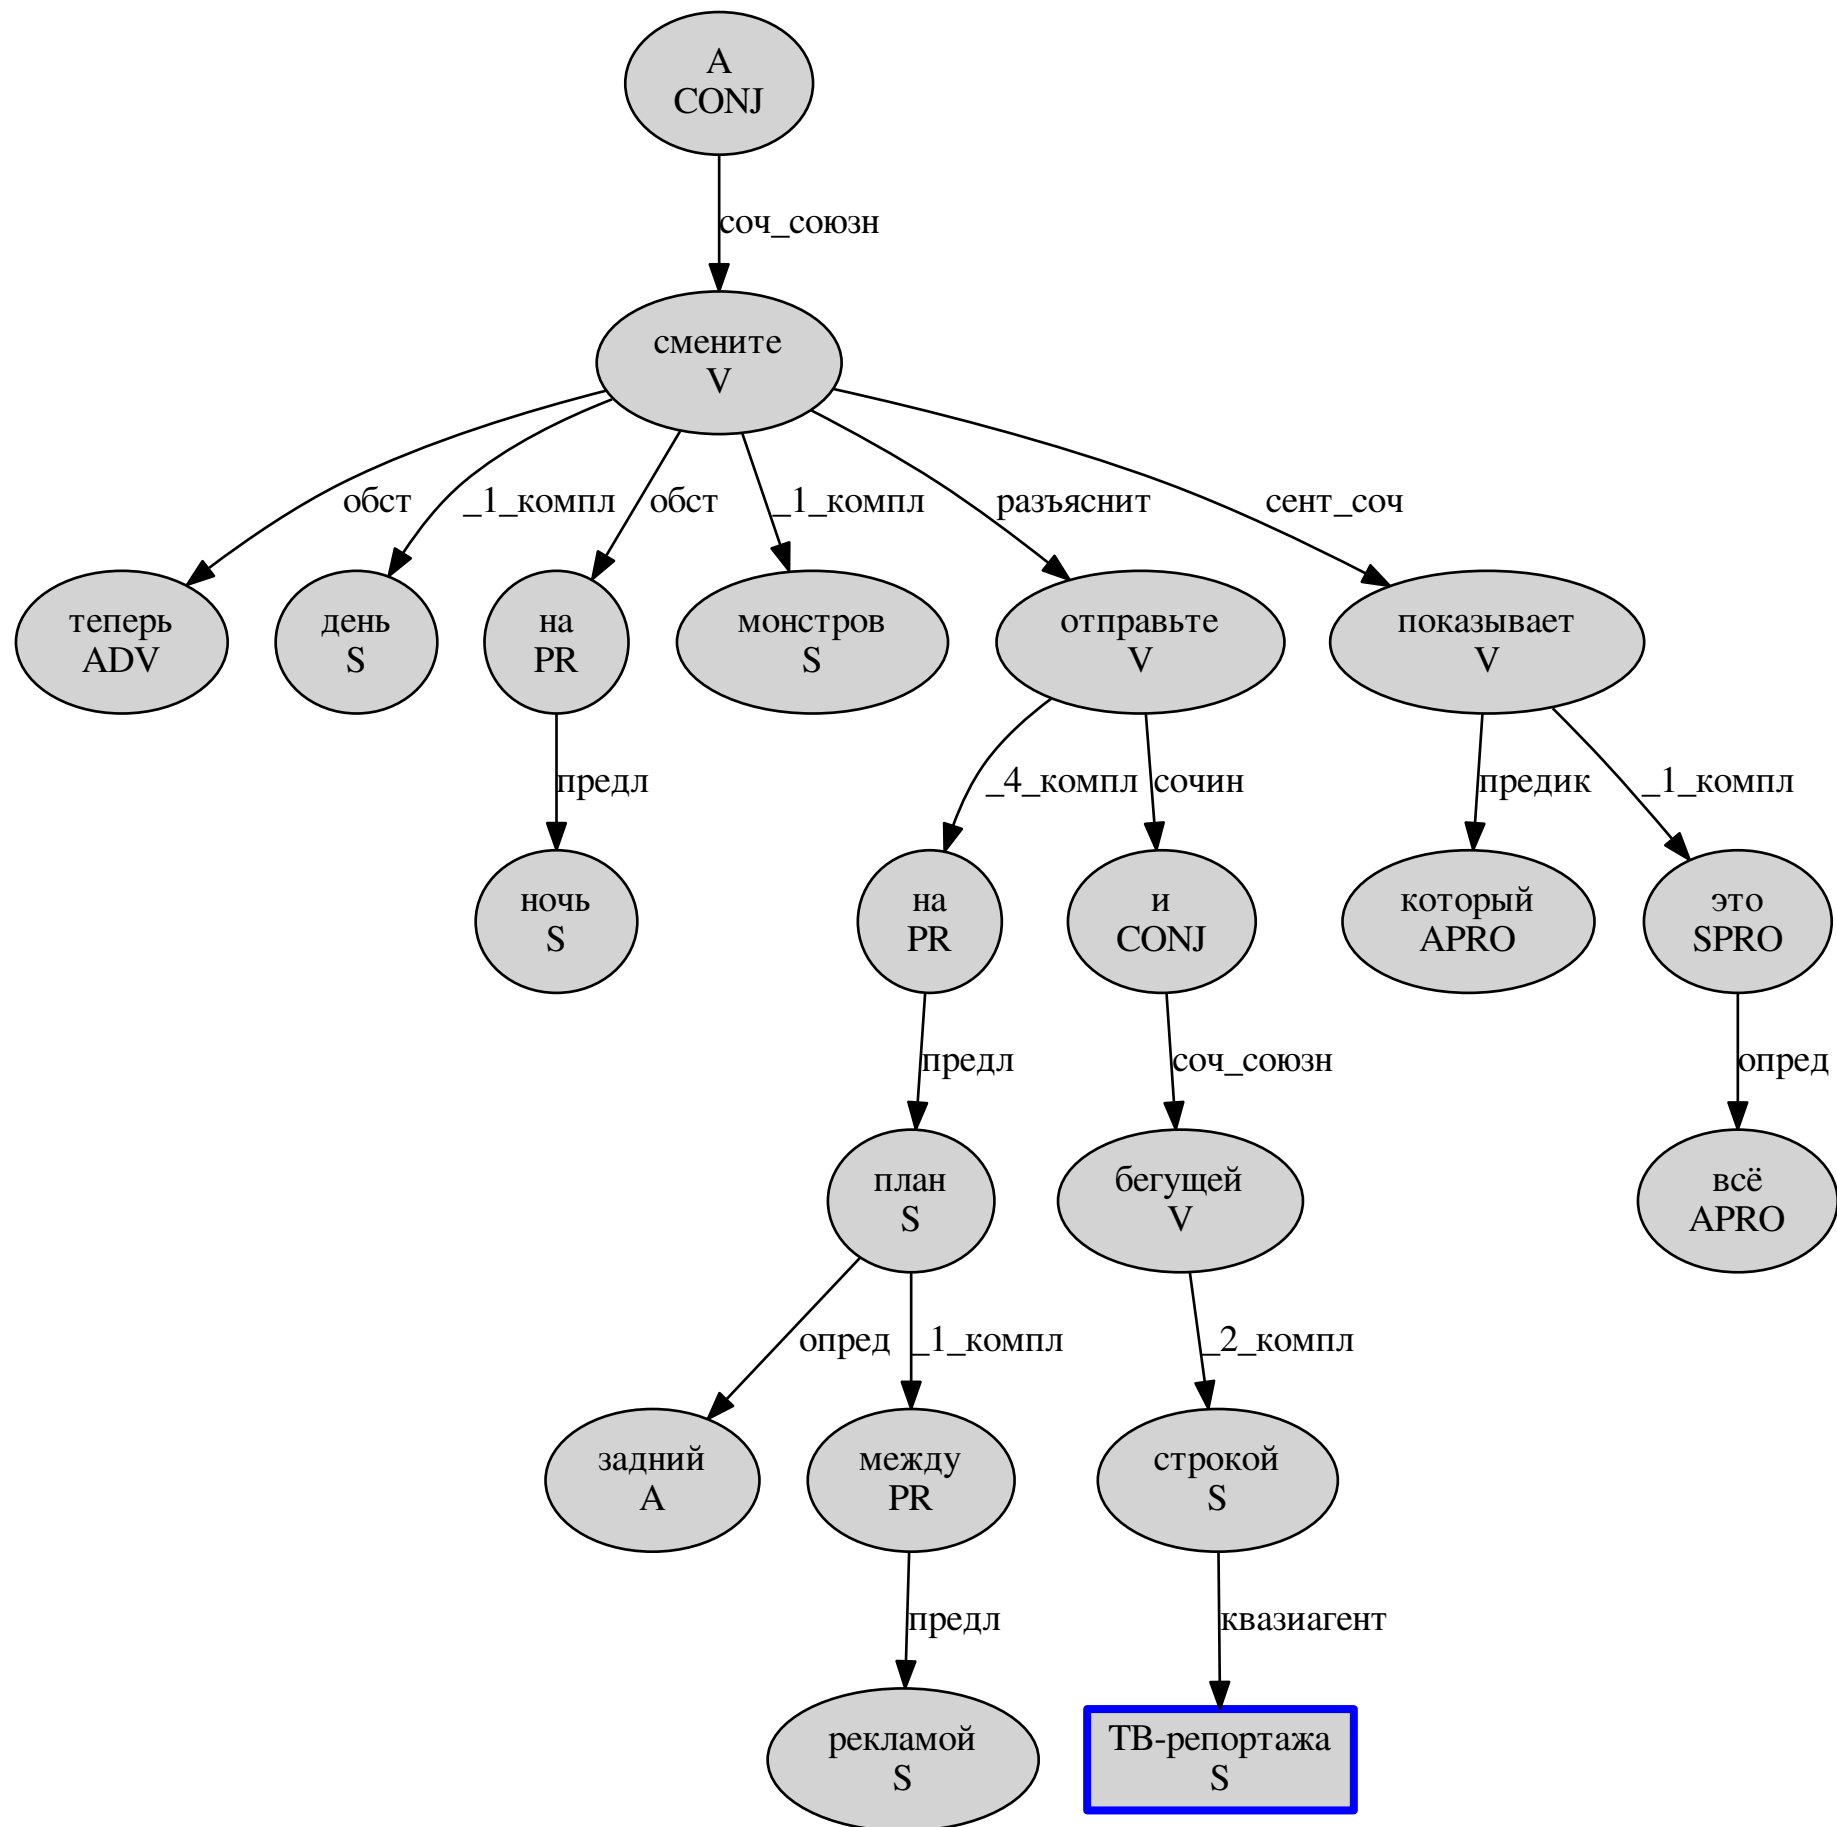 А
CONJ
соч_союзн
смените
V
обст
_1_компл
обст
_1_компл
разъяснит
сент_соч
теперь
ADV
день
S
на
PR
монстров
S
отправьте
V
показывает
V
предл
_4_компл
сочин
предик
_1_компл
ночь
S
на
PR
и
CONJ
который
APRO
это
SPRO
предл
соч_союзн
опред
план
S
бегущей
V
всё
APRO
опред
_1_компл
_2_компл
задний
A
между
PR
строкой
S
предл
квазиагент
рекламой
S
ТВ-репортажа
S